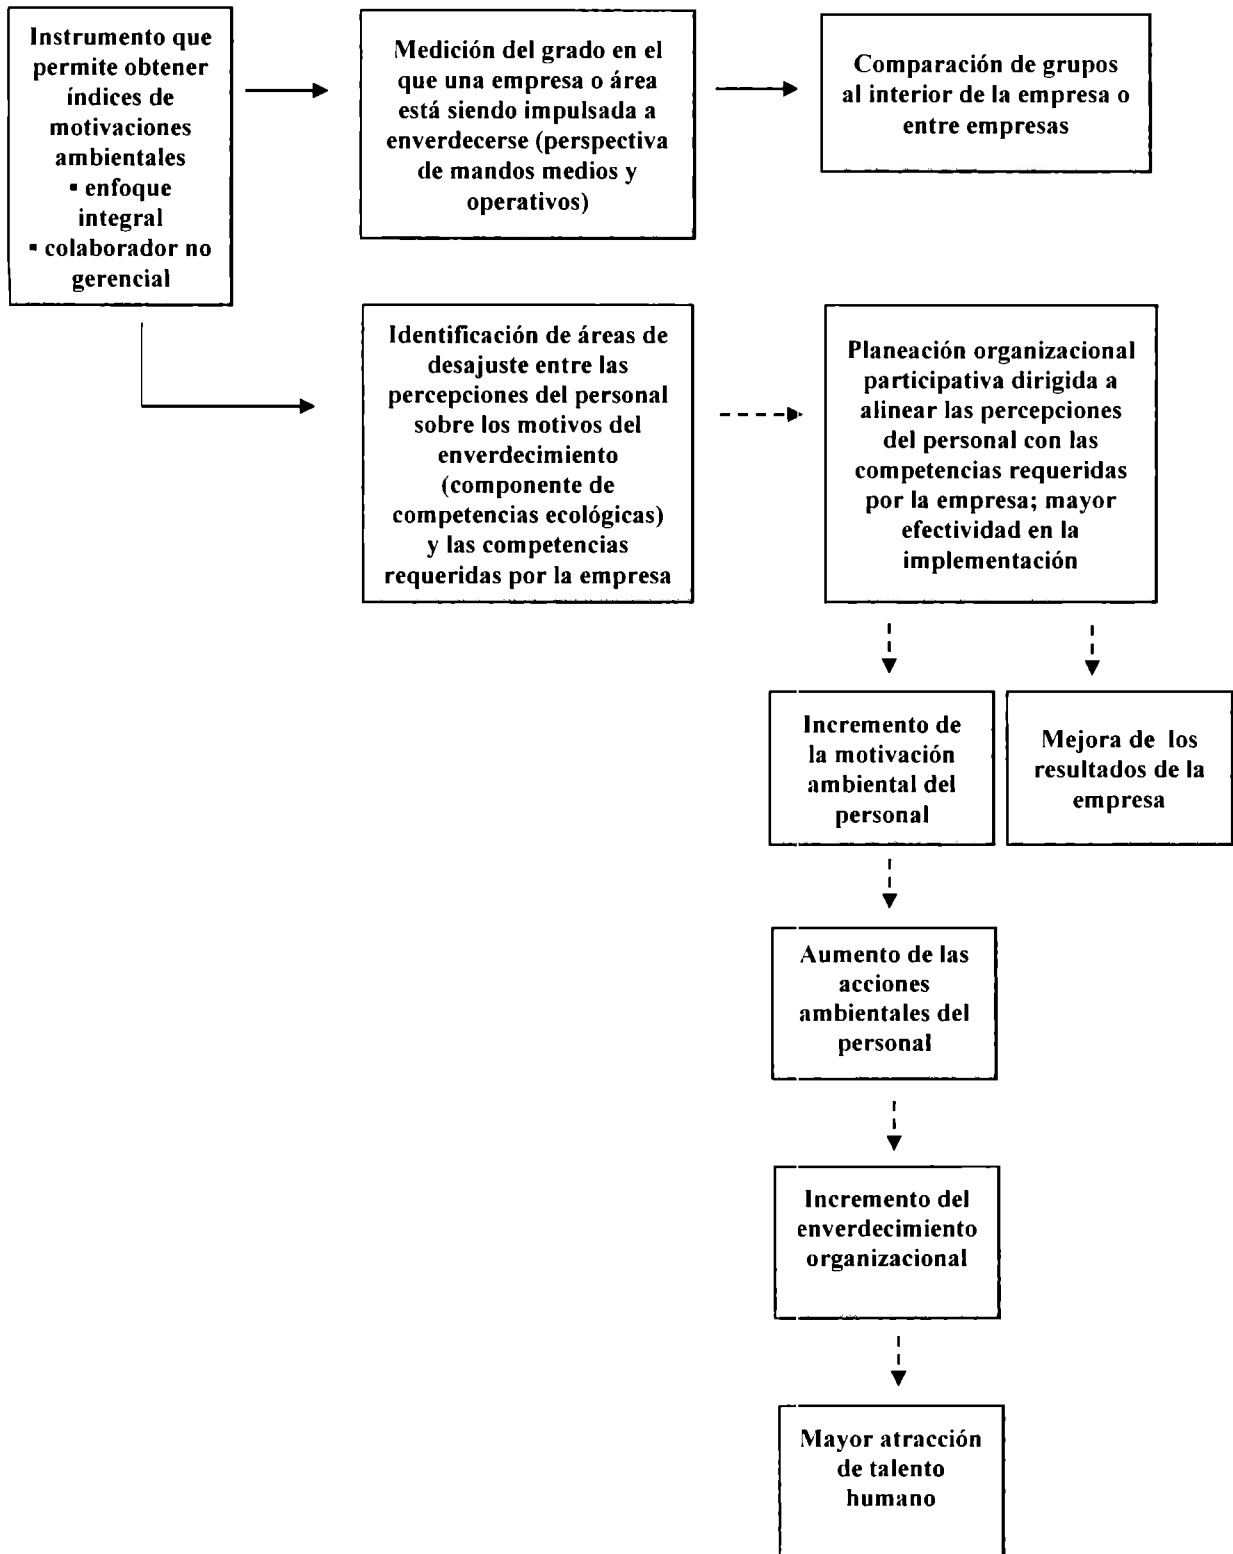 Instrumento que
permite obtener
índices de
motivaciones
ambientales
▪ enfoque
integral
▪ colaborador no
gerencial
Medición del grado en el
que una empresa o área
está siendo impulsada a
enverdecerse (perspectiva
de mandos medios y
operativos)
Comparación de grupos
al interior de la empresa o
entre empresas
Identificación de áreas de
desajuste entre las
percepciones del personal
sobre los motivos del
enverdecimiento
(componente de
competencias ecológicas)
y las competencias
requeridas por la empresa
Planeación organizacional
participativa dirigida a
alinear las percepciones
del personal con las
competencias requeridas
por la empresa; mayor
efectividad en la
implementación
Incremento de
la motivación
ambiental del
personal
Mejora de los
resultados de la
empresa
Aumento de las
acciones
ambientales del
personal
Incremento del
enverdecimiento
organizacional
Mayor atracción
de talento
humano